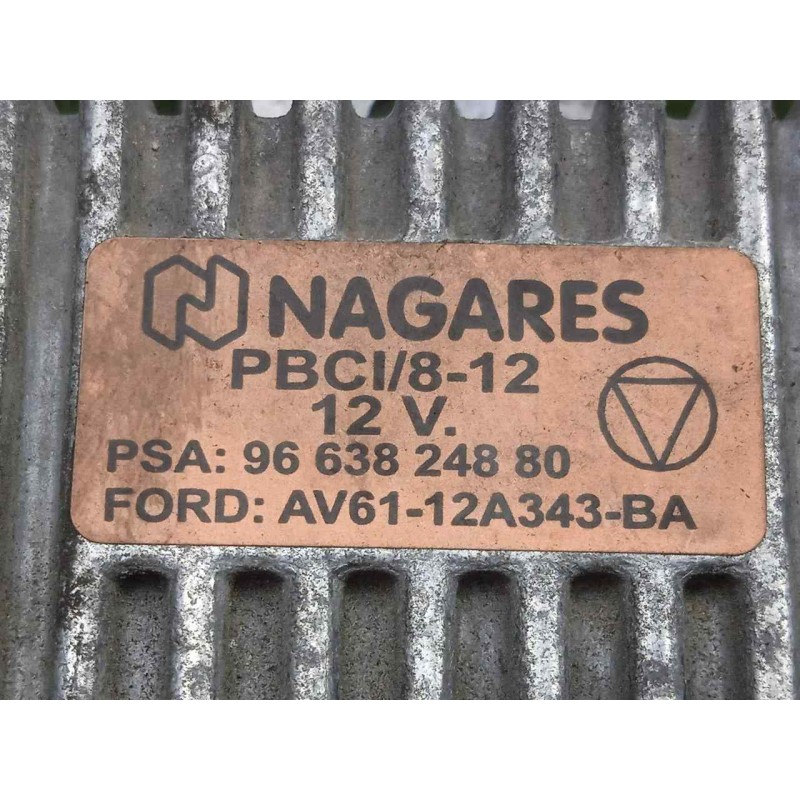 NAGARES
PBCI/8-12
12 V.
PSA: 96 638 248 80
FORD: AV61-12A343-BA